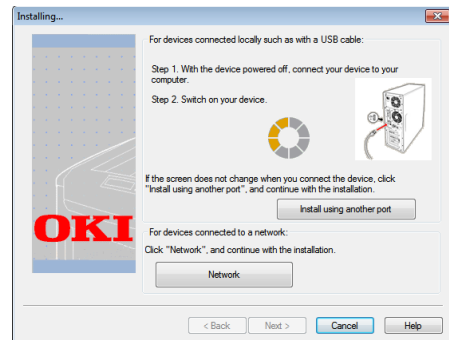 Installing...
For devices connected locally such as with a USB cable:
Step 1. With the device powered off, connect your device to your
computer.
Step 2. Switch on your device.
If the screen does not change when you connect the device, click
"Install using another port", and continue with the installation.
Install using another port
OKI
For devices connected to a network:
Click "Network", and continue with the installation.
Network
< Back
Next >
Cancel
Help